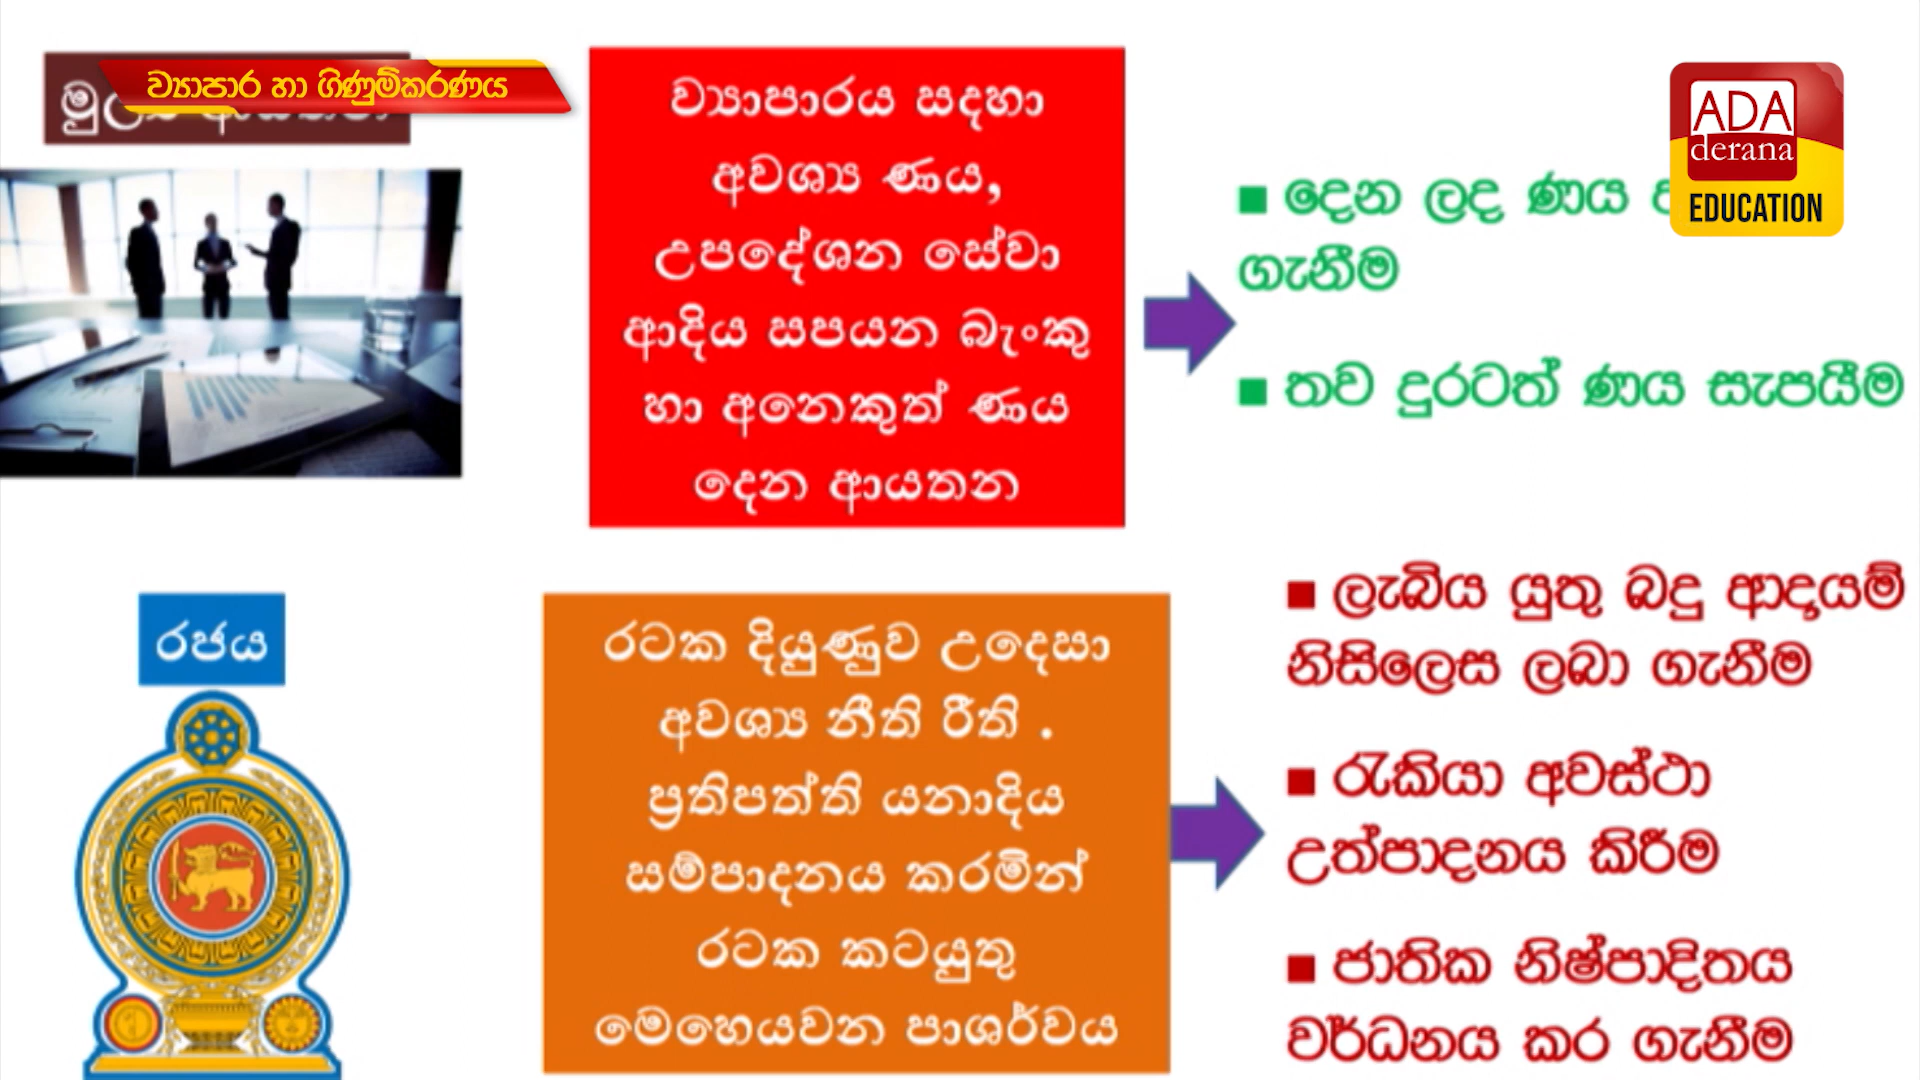 ව්‍යාපාර හා ගිණුම්කරණය
ව්‍යාපාරය සදහා
අවශ්‍ය ණය,
උපදේශන සේවා
ආදිය සපයන බැංකු
හා අනෙකුත් ණය
දෙන ආයතන
■ දෙන ලද ණය
ගැනීම
■ තව දුරටත් ණය සැපයීම
ADA
derana
EDUCATION
රජය
රටක දියුණුව උදෙසා
අවශ්‍ය නීති රීති .
ප්‍රතිපත්ති යනාදිය
සම්පාදනය කරමින්
රටක කටයුතු
මෙහෙයවන පාශර්වය
■ ලැබිය යුතු බදු ආදායම්
නිසිලෙස ලබා ගැනීම
■ රැකියා අවස්ථා
උත්පාදනය කිරීම
■ ජාතික නිෂ්පාදිතය
වර්ධනය කර ගැනීම